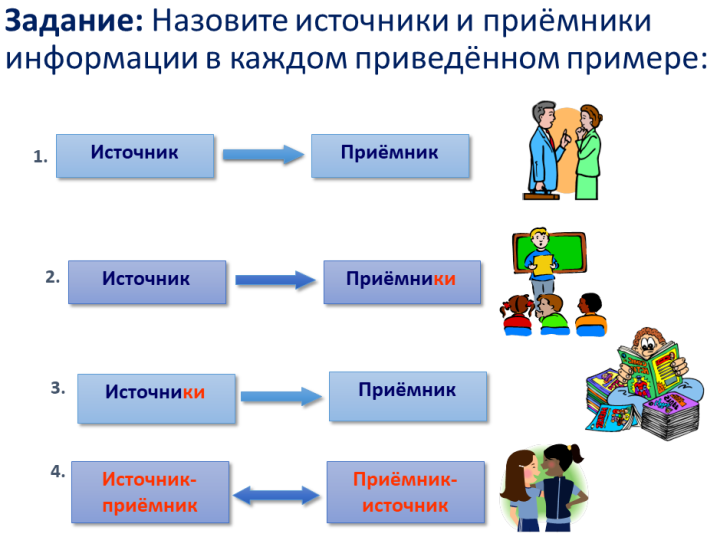 Задание: Назовите источники и приёмники
информации в каждом приведённом примере:
1. Источник Приёмник
2. Источник Приёмники
3. Источники Приёмник
4. Источник- Приёмник-
приёмник источник